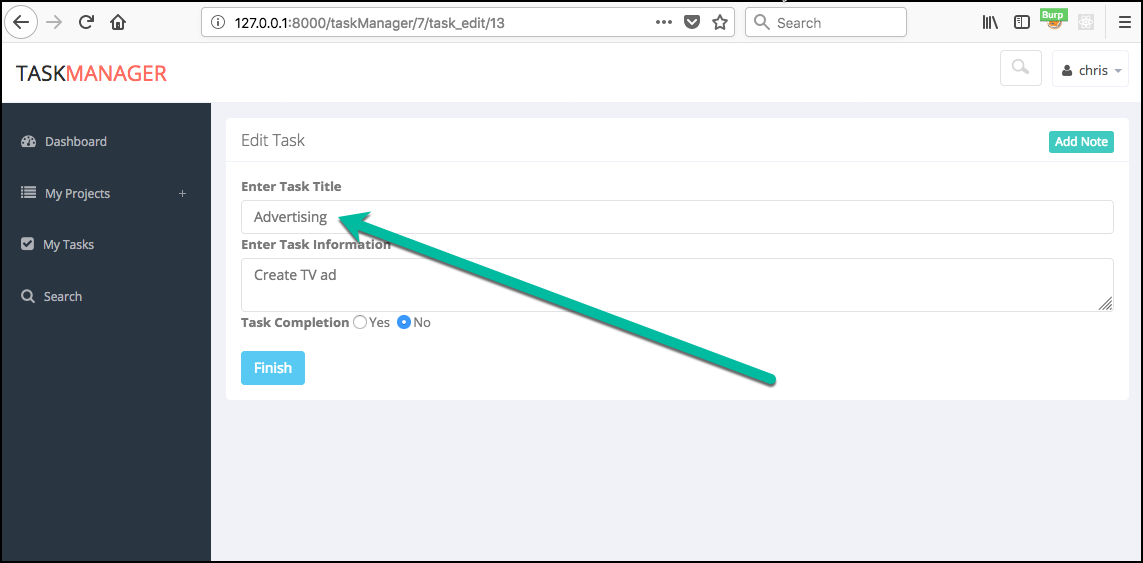 127.0.0.1:8000/taskManager/7/task_edit/13
Search
Burp
TASKMANAGER
chris
Dashboard
My Projects +
My Tasks
Search
Edit Task
Add Note
Enter Task Title
Advertising
Enter Task Information
Create TV ad
Task Completion Yes No
Finish